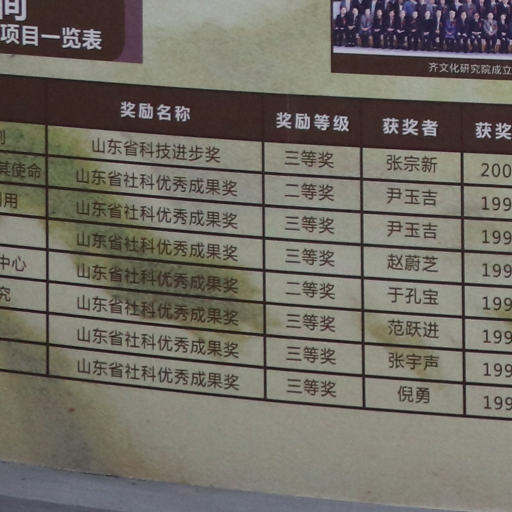 间
项目一览表
齐文化研究院成立
奖励名称 奖励等级 获奖者 获奖
山东省科技进步奖 三等奖 张宗新 200
其使命 山东省社科优秀成果奖 二等奖 尹玉吉 199
用 山东省社科优秀成果奖 三等奖 尹玉吉 199
山东省社科优秀成果奖 三等奖 赵蔚芝 199
中心 山东省社科优秀成果奖 二等奖 于孔宝 199
究 山东省社科优秀成果奖 三等奖 范跃进 199
山东省社科优秀成果奖 三等奖 张宇声 199
山东省社科优秀成果奖 三等奖 倪勇 199